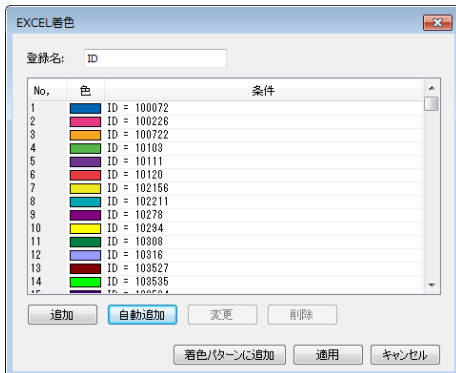 EXCEL着色
登録名: ID
No, 色 条件
1 ID = 100072
2 ID = 100226
3 ID = 100722
4 ID = 10103
5 ID = 10111
6 ID = 10120
7 ID = 102156
8 ID = 102211
9 ID = 10278
10 ID = 10294
11 ID = 10308
12 ID = 10316
13 ID = 103527
14 ID = 103535
追加 自動追加 変更 削除
着色パターンに追加 適用 キャンセル